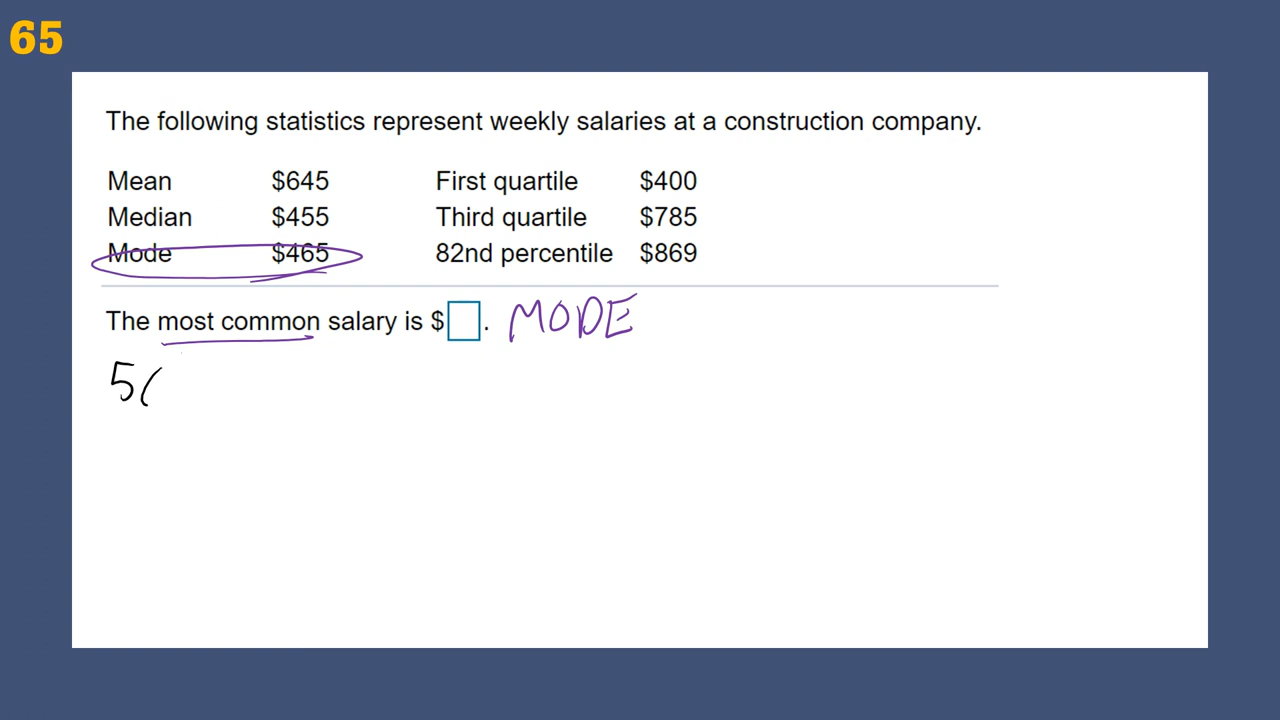 65
The following statistics represent weekly salaries at a construction company.
Mean $645 First quartile $400
Median $455 Third quartile $785
Mode $465 82nd percentile $869
The most common salary is $ . MODE
5(